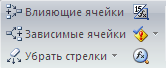 Влияющие ячейки
Зависимые ячейки
Убрать стрелки